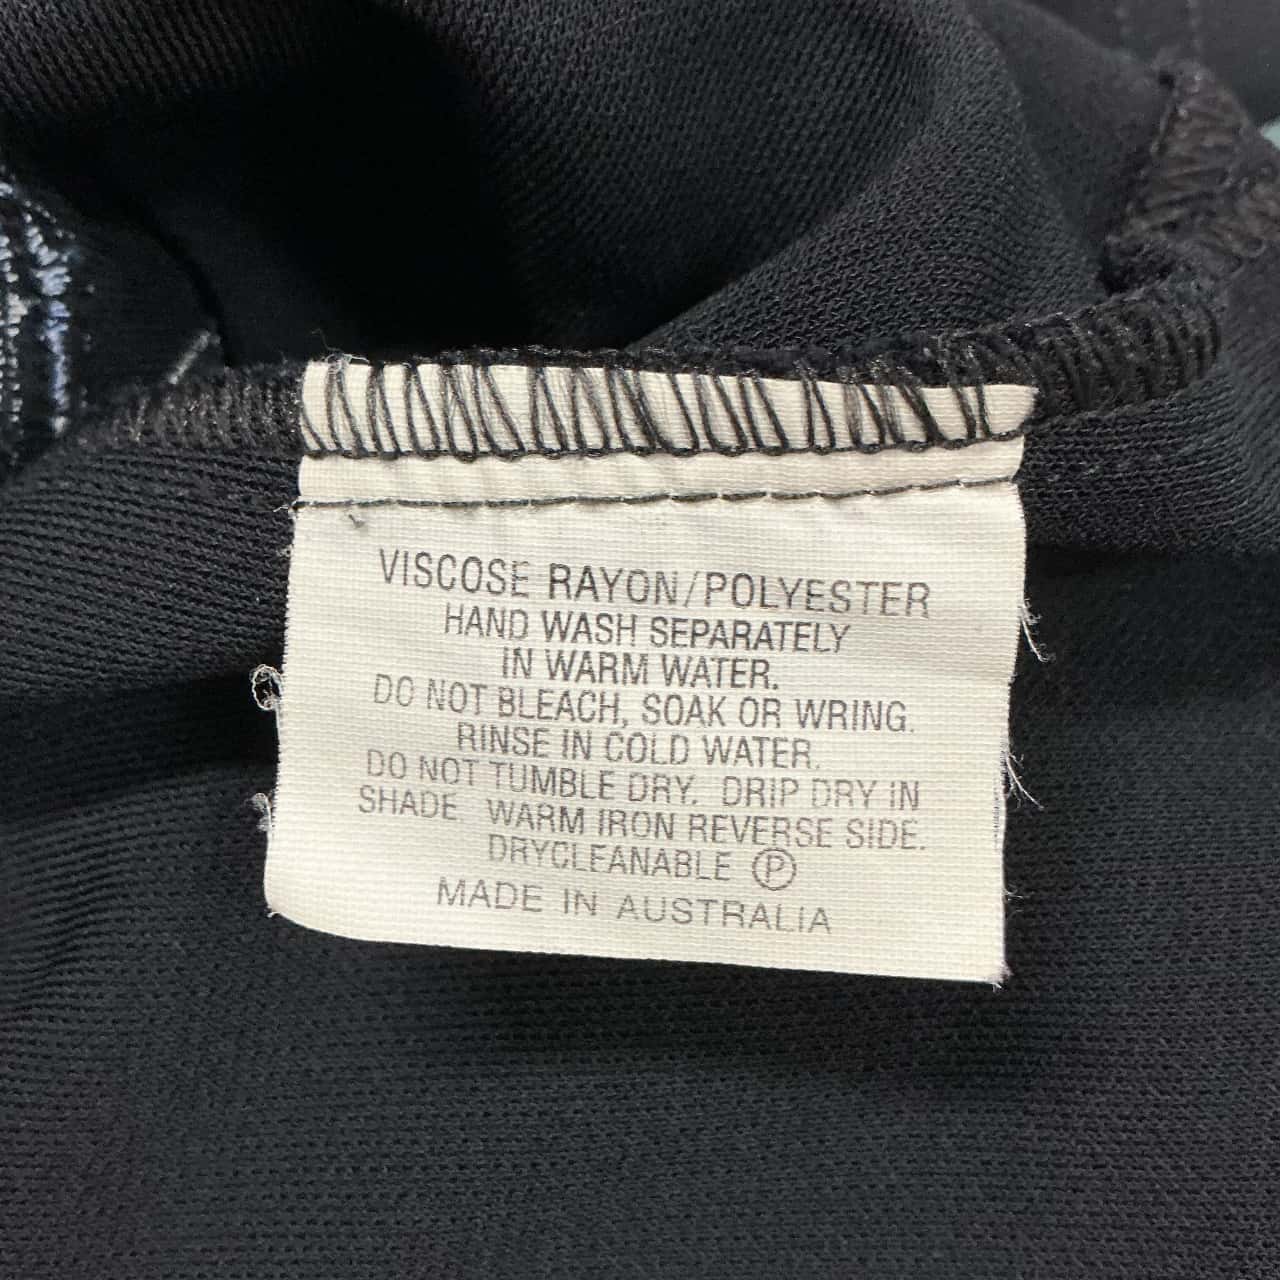 VISCOSE RAYON/POLYESTER
HAND WASH SEPARATELY
IN WARM WATER.
DO NOT BLEACH, SOAK OR WRING.
RINSE IN COLD WATER.
DO NOT TUMBLE DRY. DRIP DRY IN
SHADE WARM IRON REVERSE SIDE.
DRYCLEANABLE Ⓟ
MADE IN AUSTRALIA